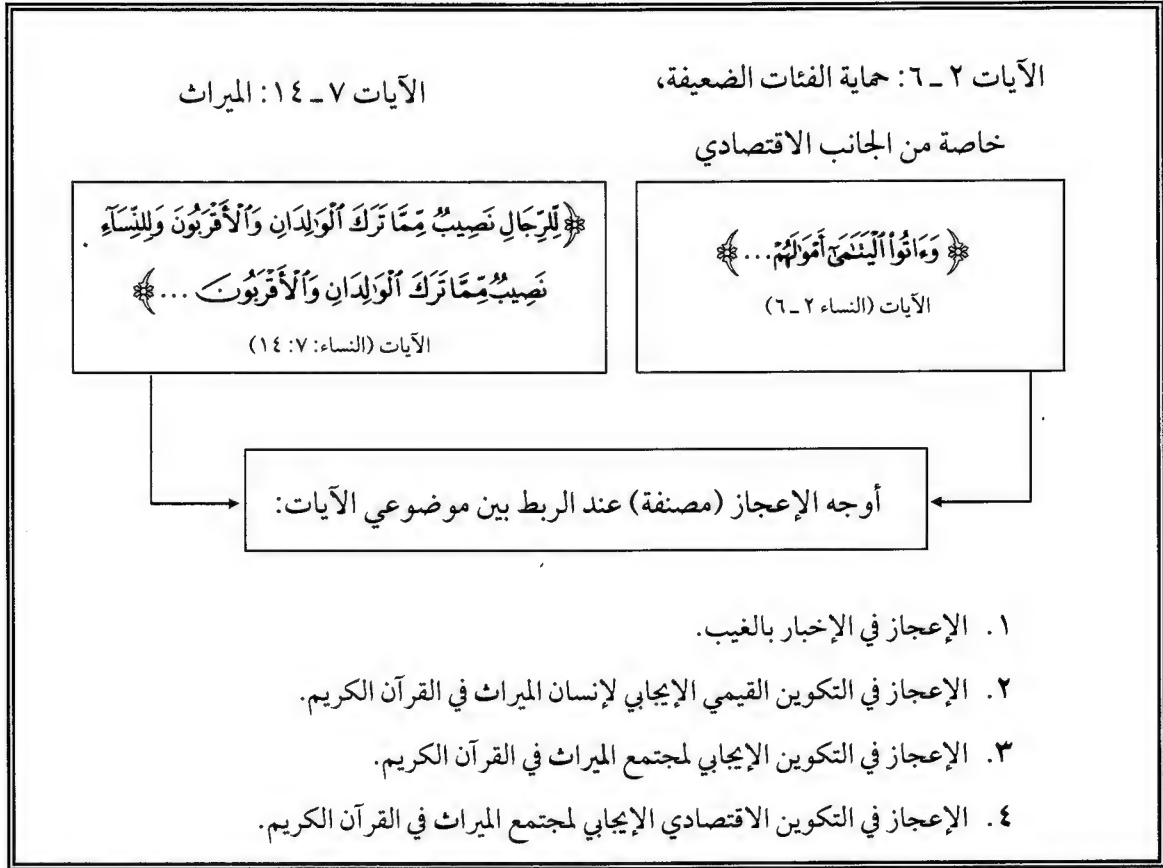 الآيات ٢ ـ ٦: حماية الفئات الضعيفة،
خاصة من الجانب الاقتصادي
﴿ وَءَاتُوا۟ ٱلْيَتَـٰمَىٰٓ أَمْوَٰلَهُمْ... ﴾
الآيات (النساء ٢ ـ ٦)
الآيات ٧ ـ ١٤: الميراث
﴿لِّلرِّجَالِ نَصِيبٌ مِّمَّا تَرَكَ ٱلْوَٰلِدَانِ وَٱلْأَقْرَبُونَ وَلِلنِّسَآءِ
نَصِيبٌ مِّمَّا تَرَكَ ٱلْوَٰلِدَانِ وَٱلْأَقْرَبُونَ ... ﴾
الآيات (النساء: ٧: ١٤)
أوجه الإعجاز (مصنفة) عند الربط بين موضوعي الآيات:
١. الإعجاز في الإخبار بالغيب.
٢. الإعجاز في التكوين القيمي الإيجابي لإنسان الميراث في القرآن الكريم.
٣. الإعجاز في التكوين الإيجابي لمجتمع الميراث في القرآن الكريم.
٤. الإعجاز في التكوين الاقتصادي الإيجابي لمجتمع الميراث في القرآن الكريم.